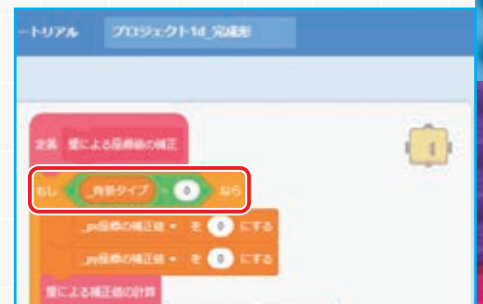 ートリアル プロジェクト1d_完成形
定義 壁による座標値の補正
もし _背景タイプ = 0 なら
_px座標の補正値 を 0 にする
_py座標の補正値 を 0 にする
壁による補正値の計算